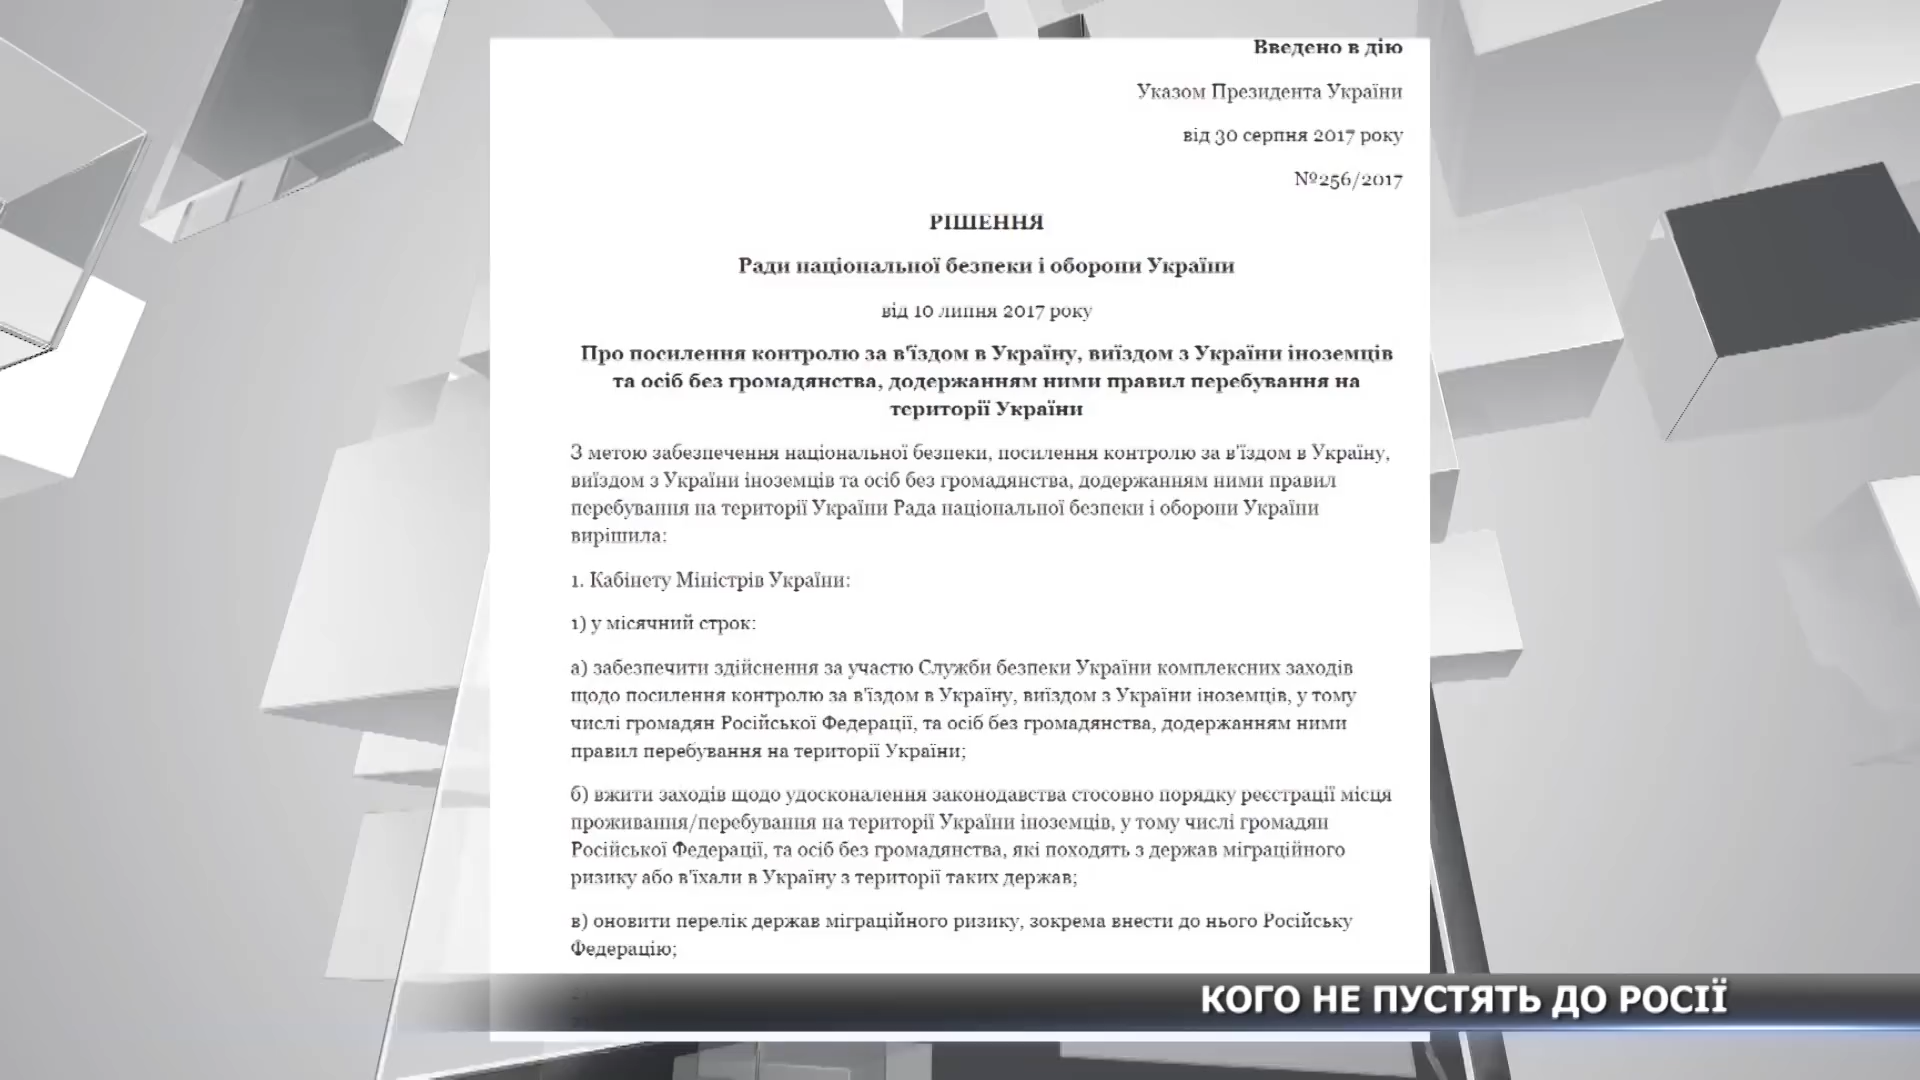 Введено в дію
Указом Президента України
від 30 серпня 2017 року
№256/2017
РІШЕННЯ
Ради національної безпеки і оборони України
від 10 липня 2017 року
Про посилення контролю за в'їздом в Україну, виїздом з України іноземців
та осіб без громадянства, додержанням ними правил перебування на
території України
З метою забезпечення національної безпеки, посилення контролю за в'їздом в Україну,
виїздом з України іноземців та осіб без громадянства, додержанням ними правил
перебування на території України Рада національної безпеки і оборони України
вирішила:
1. Кабінету Міністрів України:
1) у місячний строк:
а) забезпечити здійснення за участю Служби безпеки України комплексних заходів
щодо посилення контролю за в'їздом в Україну, виїздом з України іноземців, у тому
числі громадян Російської Федерації, та осіб без громадянства, додержанням ними
правил перебування на території України;
б) вжити заходів щодо удосконалення законодавства стосовно порядку реєстрації місця
проживання/перебування на території України іноземців, у тому числі громадян
Російської Федерації, та осіб без громадянства, які походять з держав міграційного
ризику або в'їхали в Україну з території таких держав;
в) оновити перелік держав міграційного ризику, зокрема внести до нього Російську
Федерацію;
КОГО НЕ ПУСТЯТЬ ДО РОСІЇ